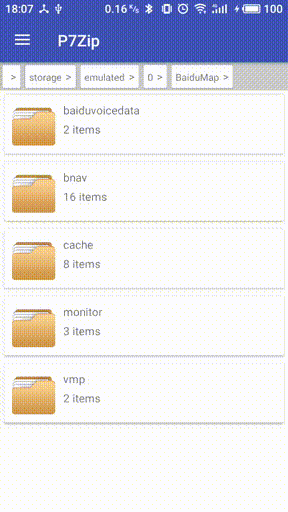 18:07 0.16 K/s 4G 100
P7Zip
> storage > emulated > 0 > BaiduMap >
baiduvoicedata
2 items
bnav
16 items
cache
8 items
monitor
3 items
vmp
2 items